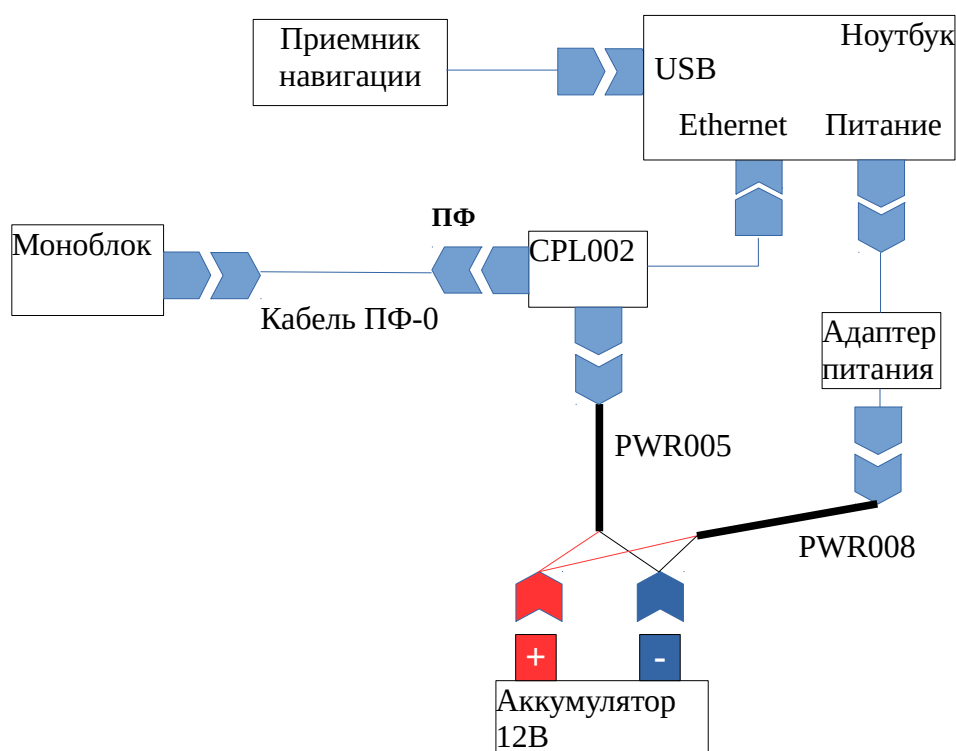 Приемник
навигации
Ноутбук
USB
Ethernet
Питание
ПФ
Моноблок
CPL002
Кабель ПФ-0
Адаптер
питания
PWR005
PWR008
+
-
Аккумулятор
12В